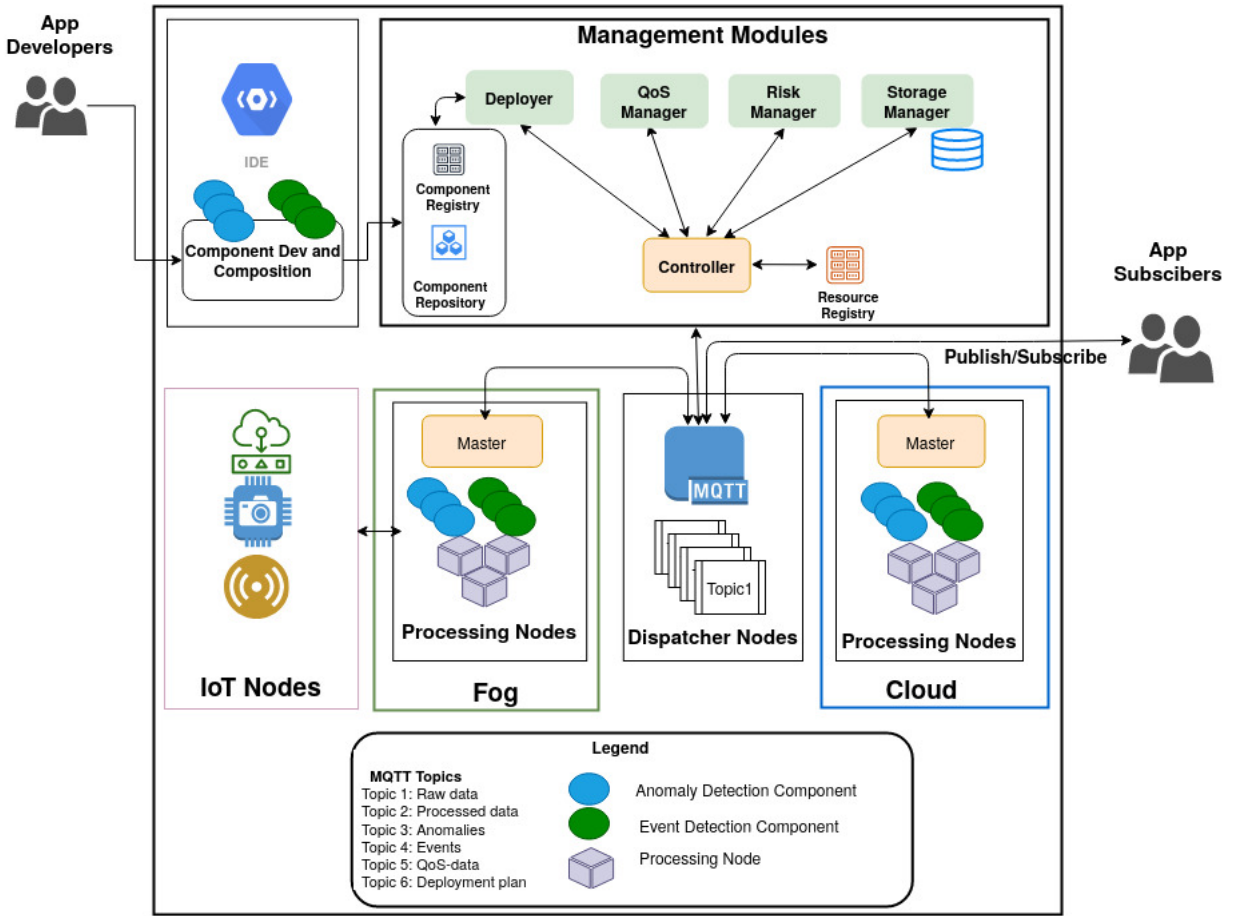 App
Developers
Management Modules
IDE
Component Dev and
Composition
Deployer
QoS
Manager
Risk
Manager
Storage
Manager
Component
Registry
Component
Repository
Controller
Resource
Registry
App
Subscibers
Publish/Subscribe
IoT Nodes
Master
Processing Nodes
Fog
MQTT
Topic1
Dispatcher Nodes
Master
Processing Nodes
Cloud
Legend
MQTT Topics
Topic 1: Raw data
Topic 2: Processed data
Topic 3: Anomalies
Topic 4: Events
Topic 5: QoS-data
Topic 6: Deployment plan
Anomaly Detection Component
Event Detection Component
Processing Node